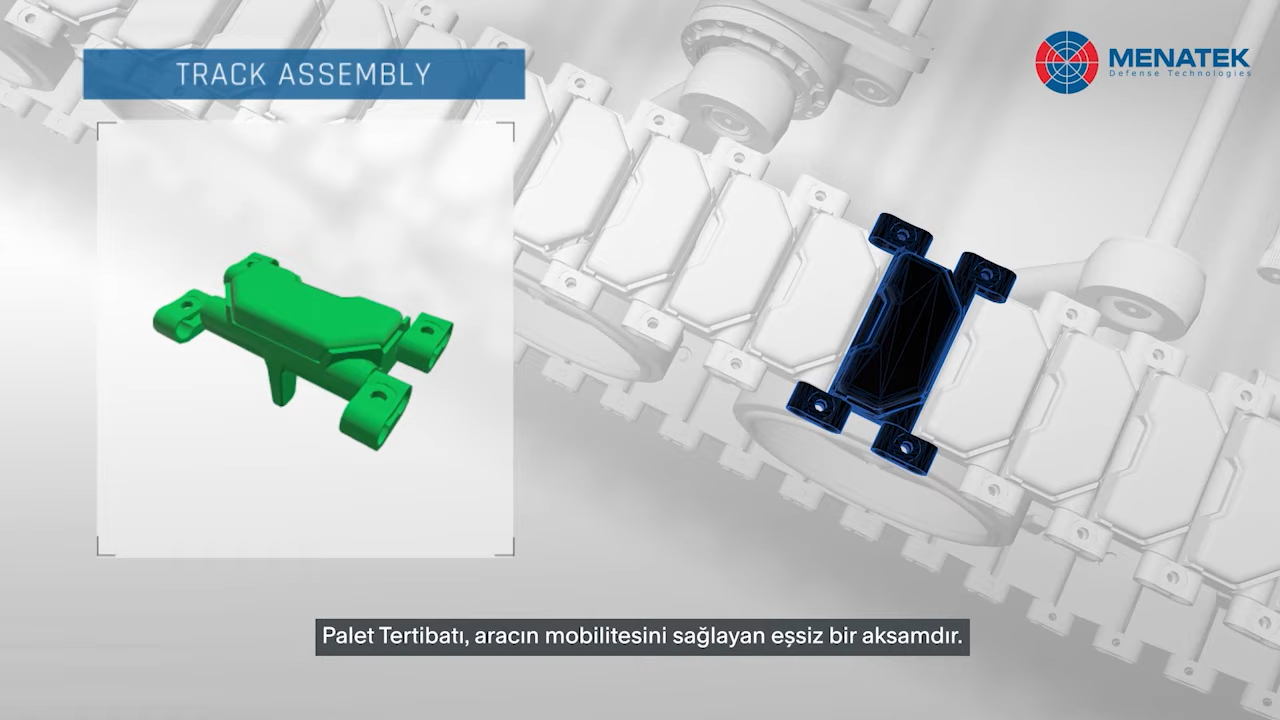 TRACK ASSEMBLY
MENATEK
Defense Technologies
Palet Tertibatı, aracın mobilitesini sağlayan eşsiz bir aksamdır.